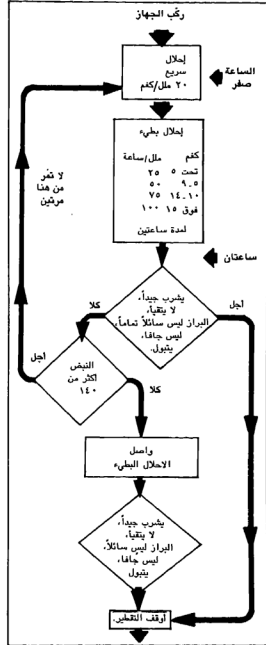 ركّب الجهاز
الساعة
صفر
إحلال
سريع
٢٠ ملل/كغم
إحلال بطيء
كغم ملل/ساعة
تحت ٥ ٢٥
٥-٩ ٥٠
١٠-١٤ ٧٥
فوق ١٥ ١٠٠
لمدة ساعتين
لا تمُر
من هنا
مرتين
ساعتان
يشرب جيداً،
لا يتقيأ،
البراز ليس سائلاً تماماً،
ليس جافا،
يتبول.
أجل
كلا
النبض
أكثر من
١٤٠
أجل
كلا
واصل
الاحلال البطيء
يشرب جيداً،
لا يتقيأ،
البراز ليس سائلاً،
ليس جافاً،
يتبول
أوقف التقطير.